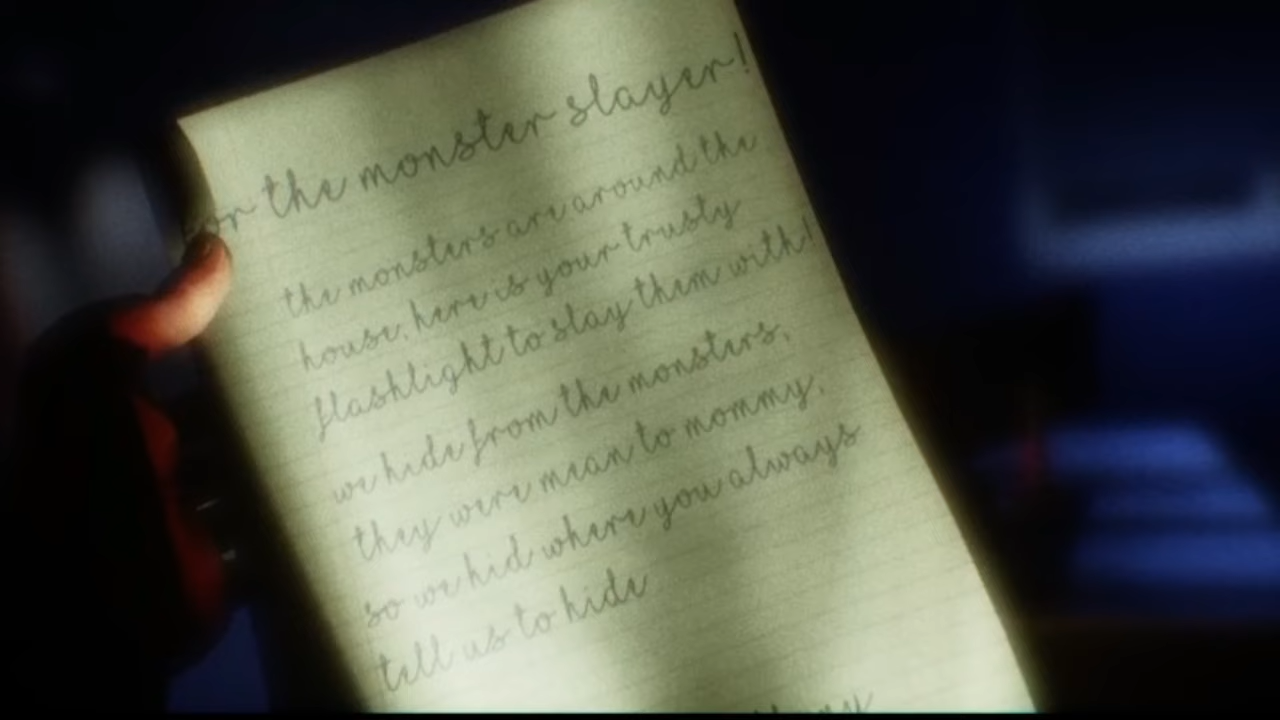 for the monster slayer!
the monsters are around the
house, here is your trusty
flashlight to slay them with!
we hide from the monsters,
they were mean to mommy,
so we hid where you always
tell us to hide